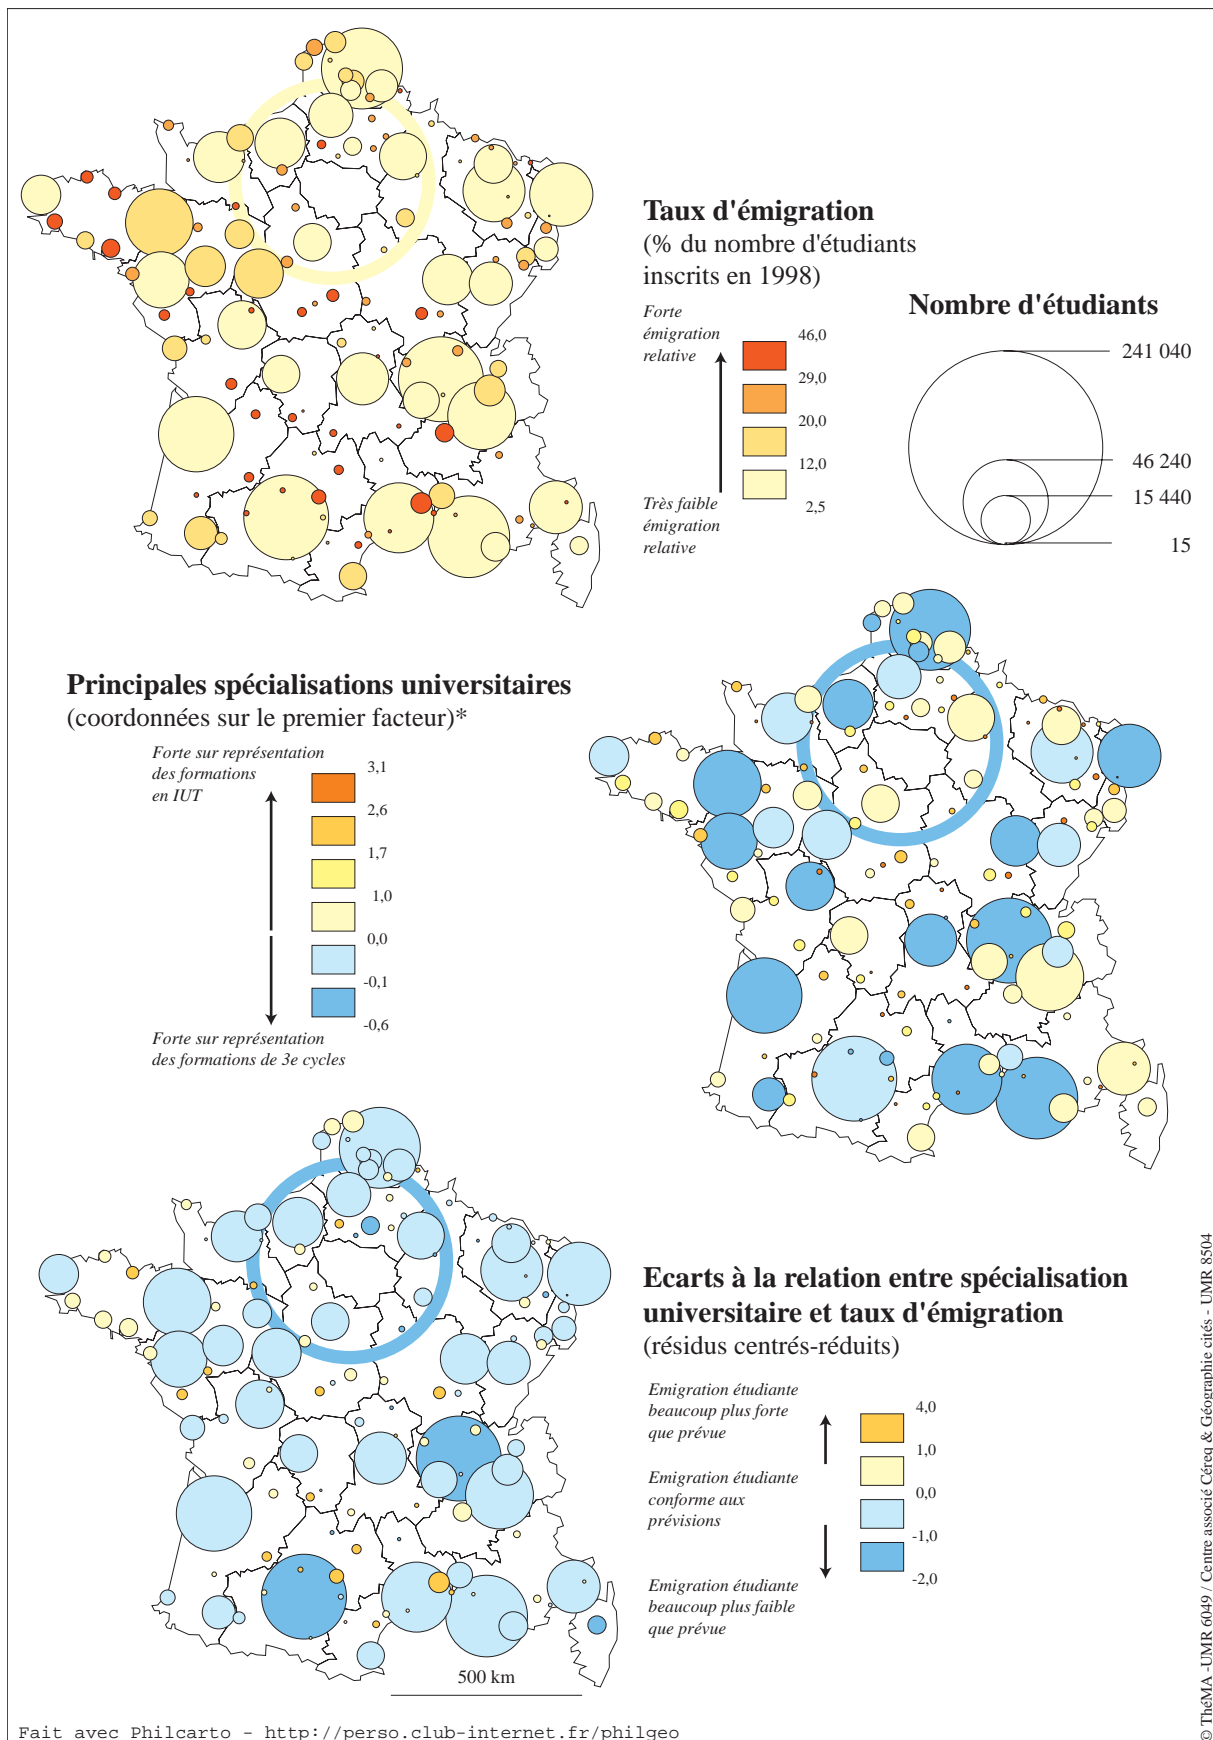 Taux d'émigration
(% du nombre d'étudiants
inscrits en 1998)
Forte
émigration
relative
46,0
29,0
20,0
12,0
2,5
Très faible
émigration
relative
Nombre d'étudiants
241 040
46 240
15 440
15
Principales spécialisations universitaires
(coordonnées sur le premier facteur)*
Forte sur représentation
des formations
en IUT
3,1
2,6
1,7
1,0
0,0
-0,1
-0,6
Forte sur représentation
des formations de 3e cycles
Ecarts à la relation entre spécialisation
universitaire et taux d'émigration
(résidus centrés-réduits)
Emigration étudiante
beaucoup plus forte
que prévue
Emigration étudiante
conforme aux
prévisions
Emigration étudiante
beaucoup plus faible
que prévue
4,0
1,0
0,0
-1,0
-2,0
500 km
Fait avec Philcarto - http://perso.club-internet.fr/philgeo
© ThéMA -UMR 6049 / Centre associé Céreq & Géographie cités - UMR 8504